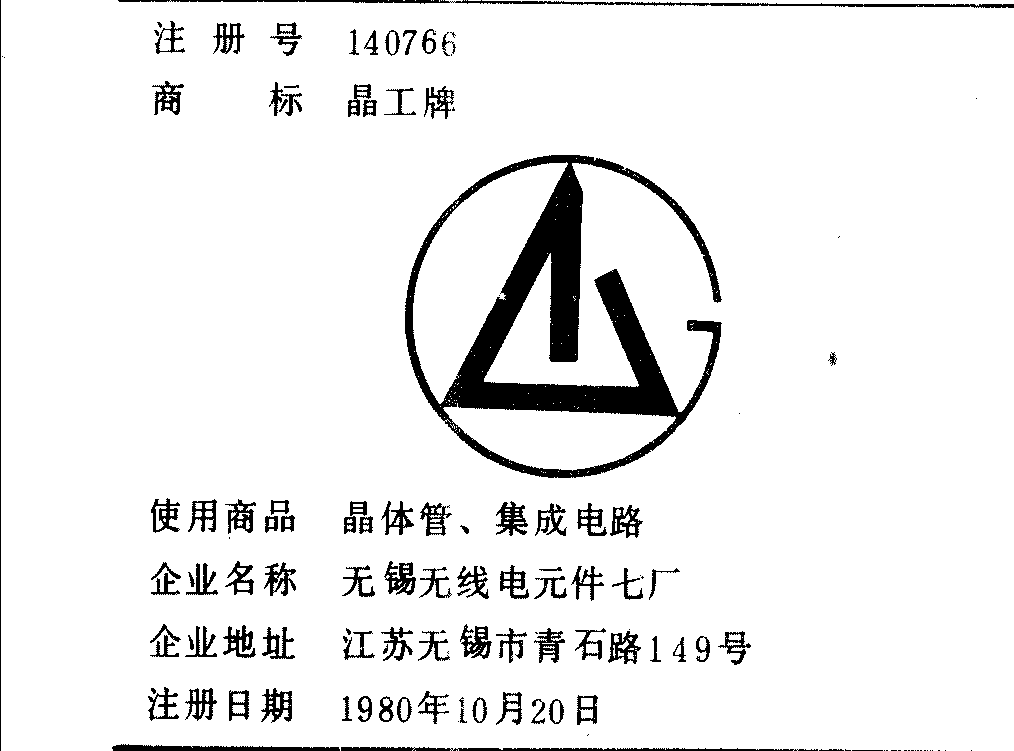 注册号 140766
商标 晶工牌
使用商品 晶体管、集成电路
企业名称 无锡无线电元件七厂
企业地址 江苏无锡市青石路149号
注册日期 1980年10月20日